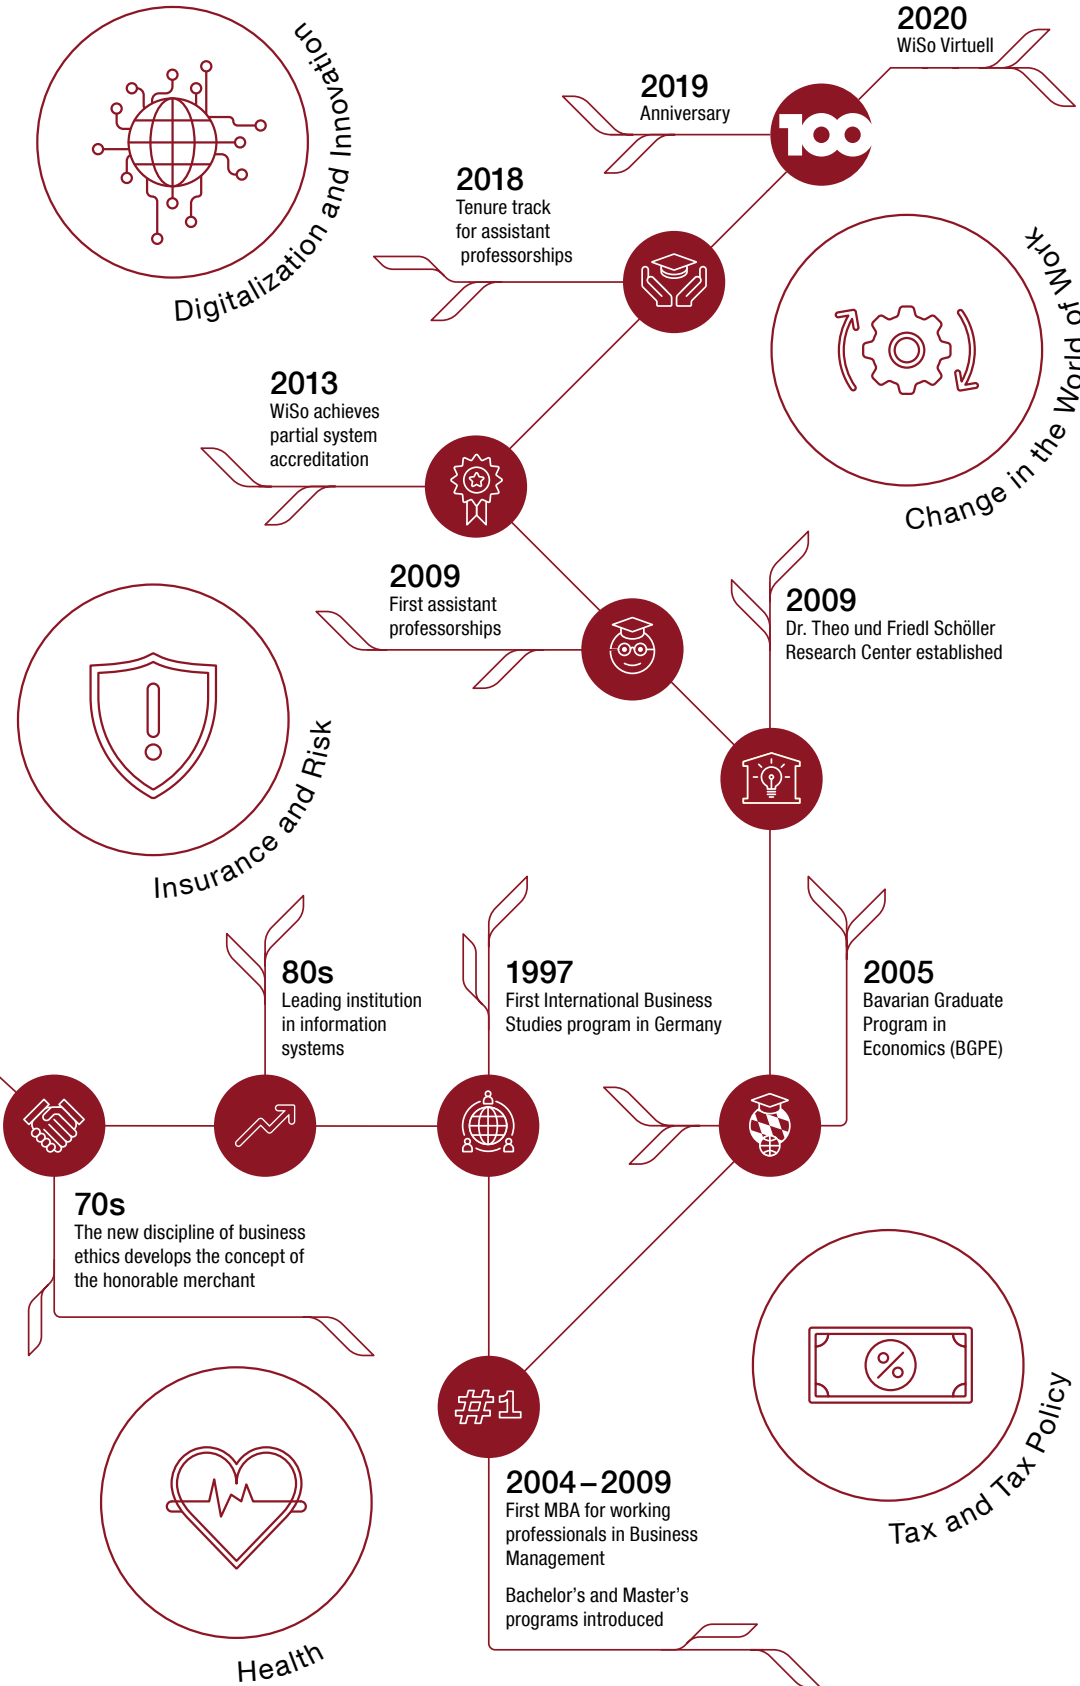 2020
WiSo Virtuell
2019
Anniversary
100
Digitalization and Innovation
2018
Tenure track
for assistant
professorships
Change in the World of Work
2013
WiSo achieves
partial system
accreditation
2009
First assistant
professorships
2009
Dr. Theo und Friedl Schöller
Research Center established
Insurance and Risk
80s
Leading institution
in information
systems
1997
First International Business
Studies program in Germany
2005
Bavarian Graduate
Program in
Economics (BGPE)
70s
The new discipline of business
ethics develops the concept of
the honorable merchant
#1
%
Tax and Tax Policy
2004–2009
First MBA for working
professionals in Business
Management
Bachelor's and Master's
programs introduced
Health